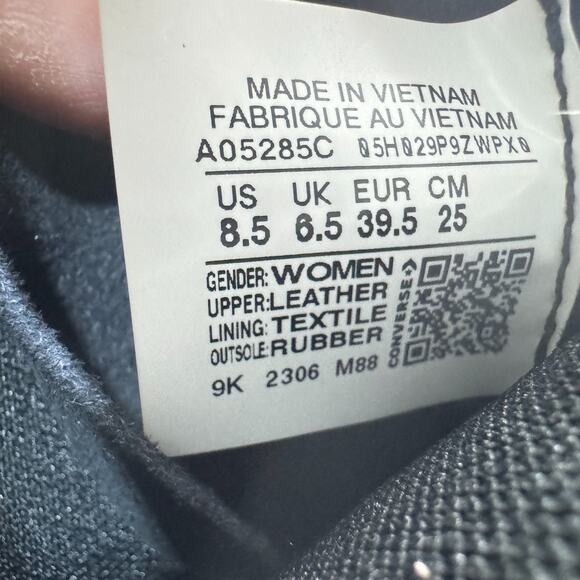 MADE IN VIETNAM
FABRIQUE AU VIETNAM
A05285C 05H029P9ZWPX0
US UK EUR CM
8.5 6.5 39.5 25
GENDER: WOMEN
UPPER: LEATHER
LINING: TEXTILE
OUTSOLE: RUBBER
CONVERSE
9K 2306 M88